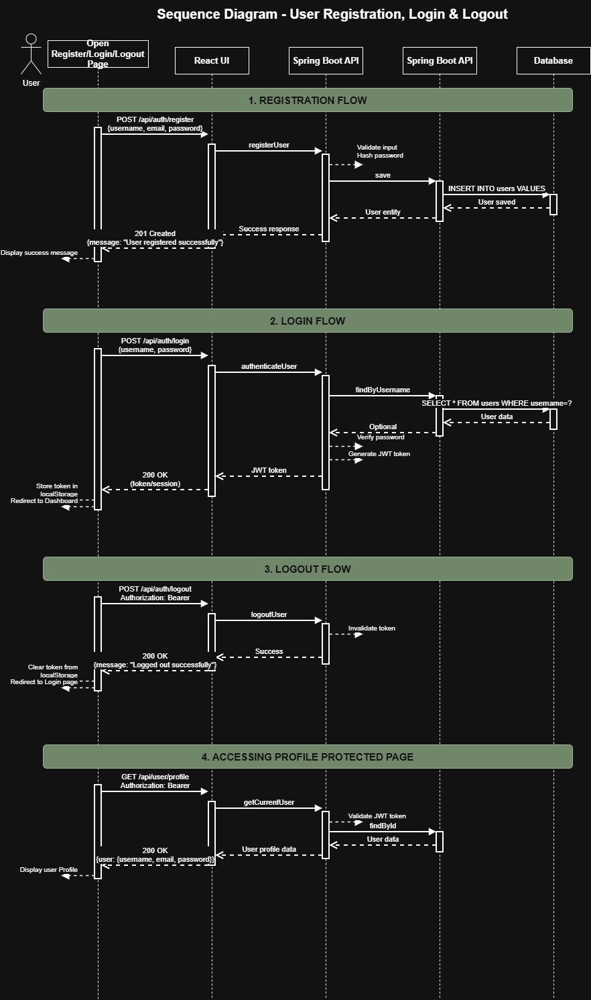 Sequence Diagram - User Registration, Login & Logout
User
Open
Register/Login/Logout
Page
React UI
Spring Boot API
Spring Boot API
Database
1. REGISTRATION FLOW
POST /api/auth/register
{username, email, password}
registerUser
Validate input
Hash password
save
INSERT INTO users VALUES
User saved
User entity
Success response
201 Created
{message: "User registered successfully"}
Display success message
2. LOGIN FLOW
POST /api/auth/login
{username, password}
authenticateUser
findByUsername
SELECT * FROM users WHERE username=?
User data
Optional
Verify password
Generate JWT token
JWT token
200 OK
(token/session)
Store token in
localStorage
Redirect to Dashboard
3. LOGOUT FLOW
POST /api/auth/logout
Authorization: Bearer
logoutUser
Invalidate token
Success
200 OK
{message: "Logged out successfully"}
Clear token from
localStorage
Redirect to Login page
4. ACCESSING PROFILE PROTECTED PAGE
GET /api/user/profile
Authorization: Bearer
getCurrentUser
Validate JWT token
findById
User data
User profile data
200 OK
{user: {username, email, password}}
Display user Profile